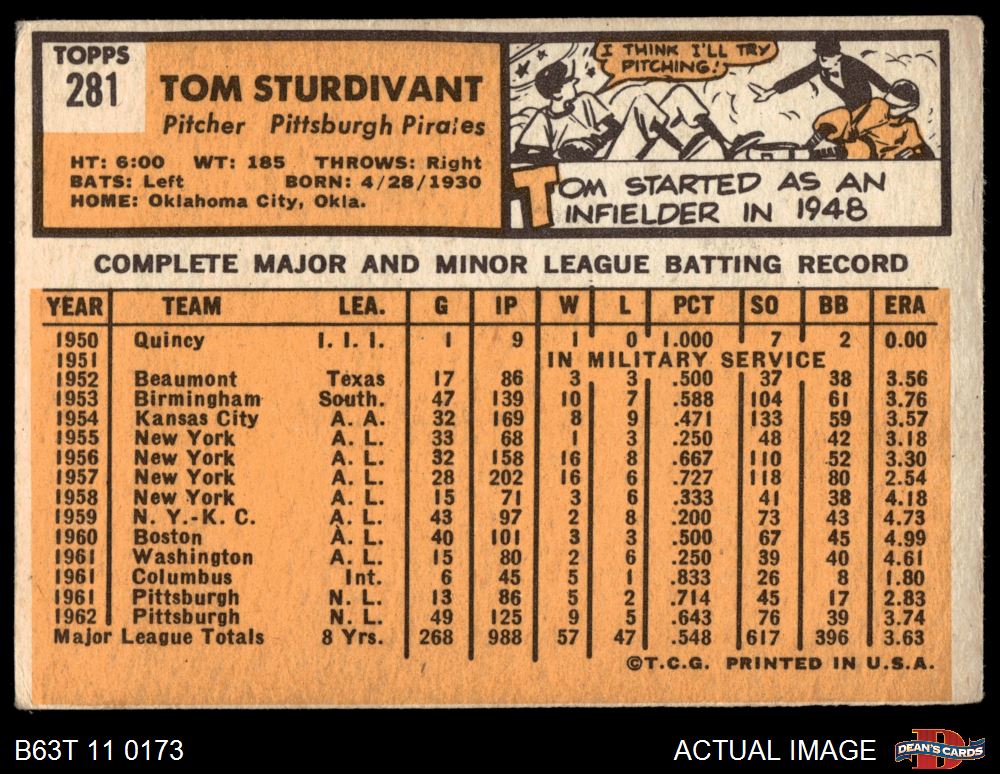 TOPPS
281
TOM STURDIVANT
Pitcher Pittsburgh Pirates
HT: 6:00 WT: 185 THROWS: Right
BATS: Left BORN: 4/28/1930
HOME: Oklahoma City, Okla.
I THINK I'LL TRY
PITCHING!
TOM STARTED AS AN
INFIELDER IN 1948
COMPLETE MAJOR AND MINOR LEAGUE BATTING RECORD
YEAR TEAM LEA. G IP W L PCT SO BB ERA
1950 Quincy I. I. I. 1 9 1 0 1.000 7 2 0.00
1951 IN MILITARY SERVICE
1952 Beaumont Texas 17 86 3 3 .500 37 38 3.56
1953 Birmingham South. 47 139 10 7 .588 104 61 3.76
1954 Kansas City A. A. 32 169 8 9 .471 133 59 3.57
1955 New York A. L. 33 68 1 3 .250 48 42 3.18
1956 New York A. L. 32 158 16 8 .667 110 52 3.30
1957 New York A. L. 28 202 16 6 .727 118 80 2.54
1958 New York A. L. 15 71 3 6 .333 41 38 4.18
1959 N. Y.-K. C. A. L. 43 97 2 8 .200 73 43 4.73
1960 Boston A. L. 40 101 3 3 .500 67 45 4.99
1961 Washington A. L. 15 80 2 6 .250 39 40 4.61
1961 Columbus Int. 6 45 5 1 .833 26 8 1.80
1961 Pittsburgh N. L. 13 86 5 2 .714 45 17 2.83
1962 Pittsburgh N. L. 49 125 9 5 .643 76 39 3.74
Major League Totals 8 Yrs. 268 988 57 47 .548 617 396 3.63
©T.C.G. PRINTED IN U.S.A.
B63T 11 0173 ACTUAL IMAGE DEAN'S CARDS